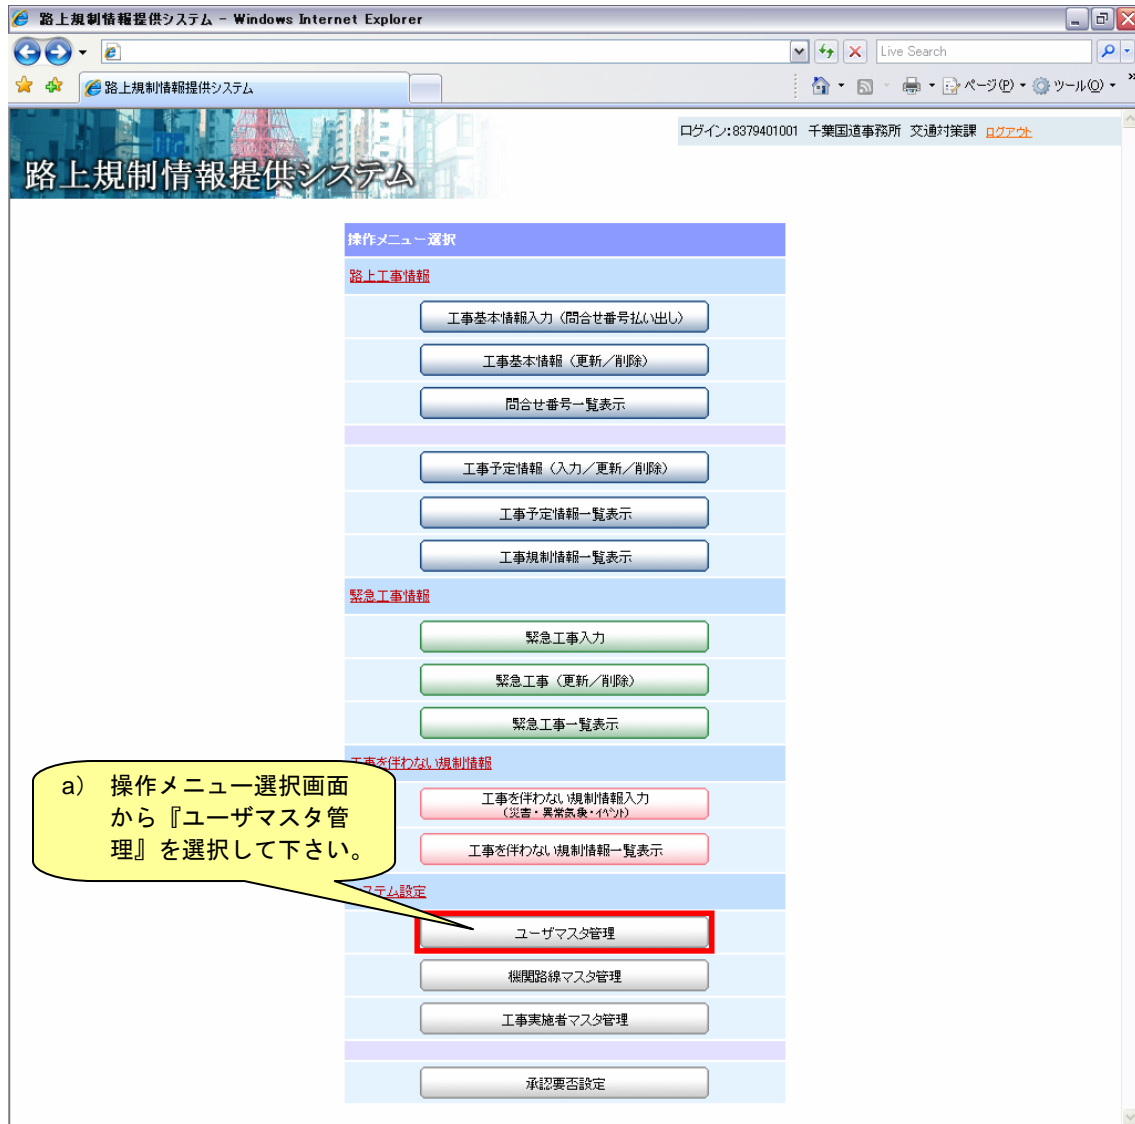 路上規制情報提供システム - Windows Internet Explorer
Live Search
路上規制情報提供システム
ページ(P) ツール(O) »
ログイン:8379401001 千葉国道事務所 交通対策課 ログアウト
路上規制情報提供システム
操作メニュー選択
路上工事情報
工事基本情報入力（問合せ番号払い出し）
工事基本情報（更新／削除）
問合せ番号一覧表示
工事予定情報（入力／更新／削除）
工事予定情報一覧表示
工事規制情報一覧表示
緊急工事情報
緊急工事入力
緊急工事（更新／削除）
緊急工事一覧表示
工事を伴わない規制情報
工事を伴わない規制情報入力
（災害・異常気象・イベント）
工事を伴わない規制情報一覧表示
a） 操作メニュー選択画面
から『ユーザマスタ管
理』を選択して下さい。
ステム設定
ユーザマスタ管理
機関路線マスタ管理
工事実施者マスタ管理
承認要否設定